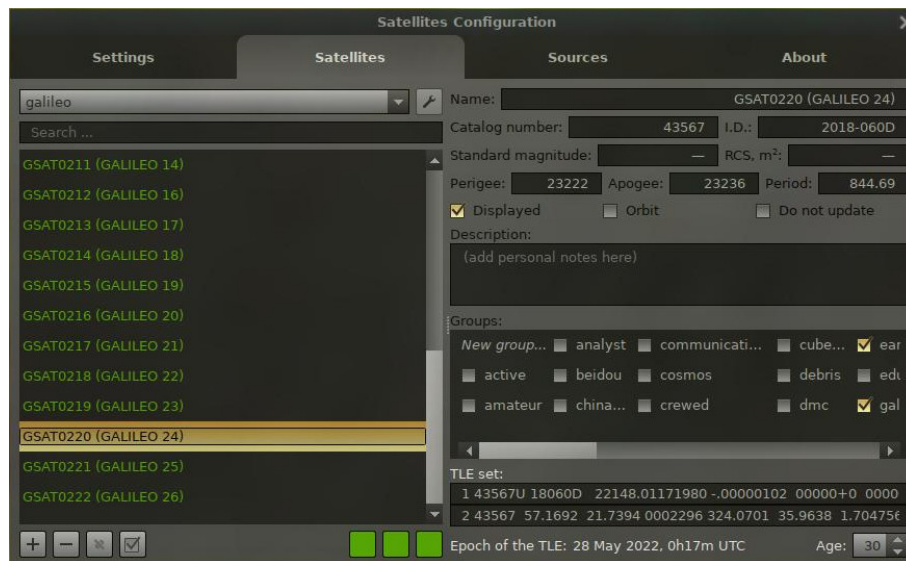 Satellites Configuration
Settings Satellites Sources About
galileo
Search ...
GSAT0211 (GALILEO 14)
GSAT0212 (GALILEO 16)
GSAT0213 (GALILEO 17)
GSAT0214 (GALILEO 18)
GSAT0215 (GALILEO 19)
GSAT0216 (GALILEO 20)
GSAT0217 (GALILEO 21)
GSAT0218 (GALILEO 22)
GSAT0219 (GALILEO 23)
GSAT0220 (GALILEO 24)
GSAT0221 (GALILEO 25)
GSAT0222 (GALILEO 26)
Name: GSAT0220 (GALILEO 24)
Catalog number: 43567 I.D.: 2018-060D
Standard magnitude: — RCS, m²: —
Perigee: 23222 Apogee: 23236 Period: 844.69
Displayed Orbit Do not update
Description:
(add personal notes here)
Groups:
New group... analyst communicati... cube... ear
active beidou cosmos debris edu
amateur china... crewed dmc gal
TLE set:
1 43567U 18060D 22148.01171980 -.00000102 00000+0 0000
2 43567 57.1692 21.7394 0002296 324.0701 35.9638 1.704756
Epoch of the TLE: 28 May 2022, 0h17m UTC Age: 30